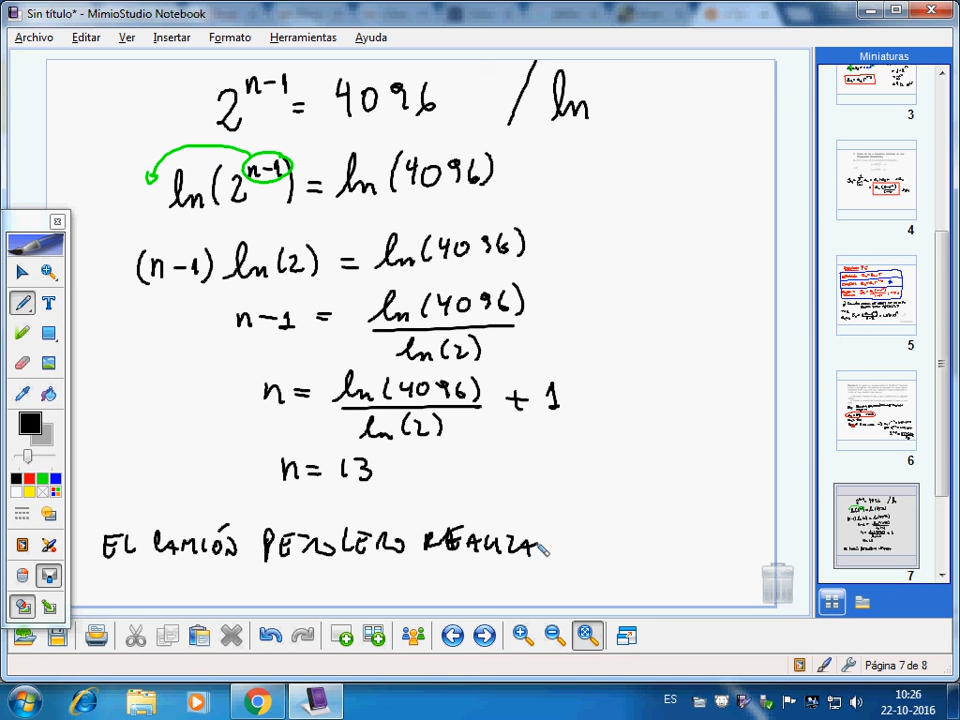 Sin título* - MimioStudio Notebook
Archivo Editar Ver Insertar Formato Herramientas Ayuda
2^{n-1} = 4096 / ln
ln(2^{n-1}) = ln(4096)
(n-1) ln(2) = ln(4096)
n-1 = ln(4096) / ln(2)
n = ln(4096) / ln(2) + 1
n = 13
EL CAMIÓN PETROLERO REALIZA
Miniaturas
3
4
5
6
7
Página 7 de 8
ES
10:26
22-10-2016